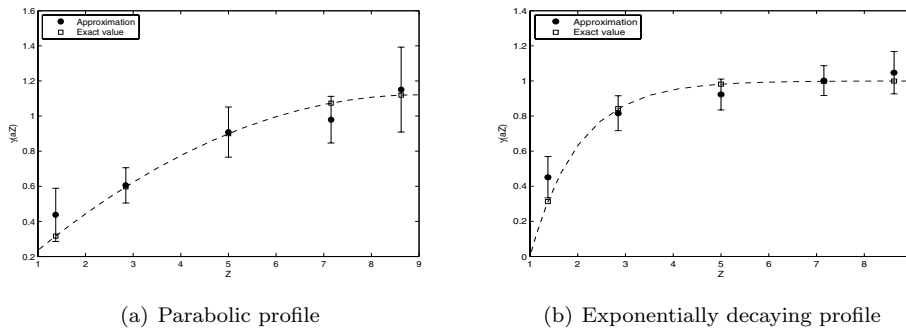 1.6
1.4
1.2
1
0.8
0.6
0.4
0.2
γ(aZ)
Approximation
Exact value
1 2 3 4 5 6 7 8 9
Z
(a) Parabolic profile
1.4
1.2
1
0.8
0.6
0.4
0.2
0
γ(aZ)
Approximation
Exact value
1 2 3 4 5 6 7 8
Z
(b) Exponentially decaying profile